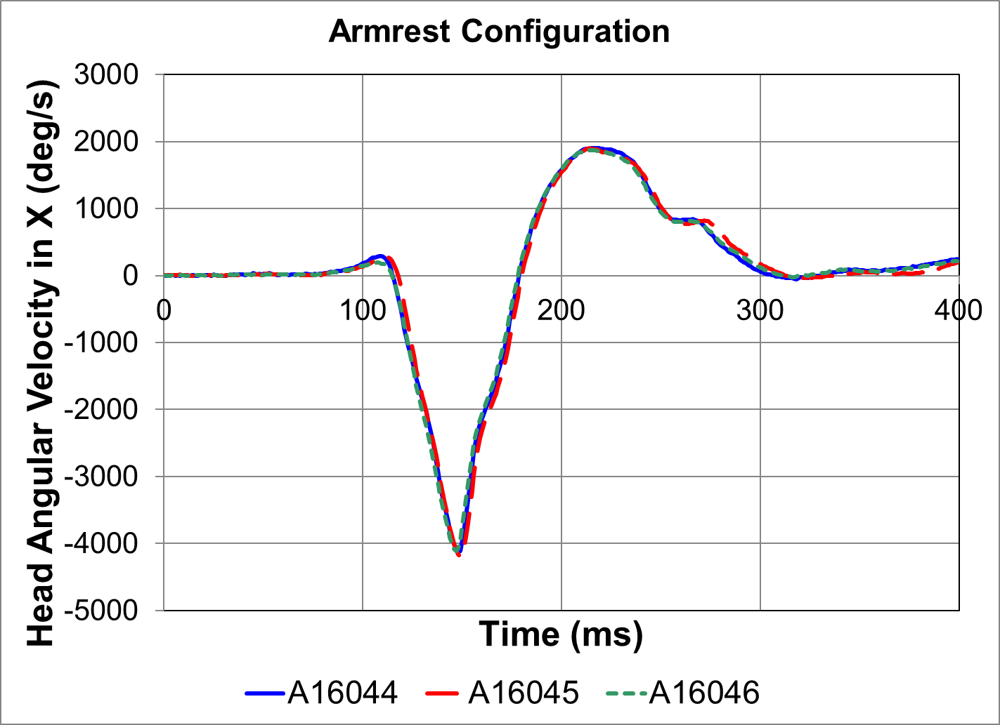 Armrest Configuration
Head Angular Velocity in X (deg/s)
3000
2000
1000
0
-1000
-2000
-3000
-4000
-5000
0 100 200 300 400
Time (ms)
A16044 A16045 A16046